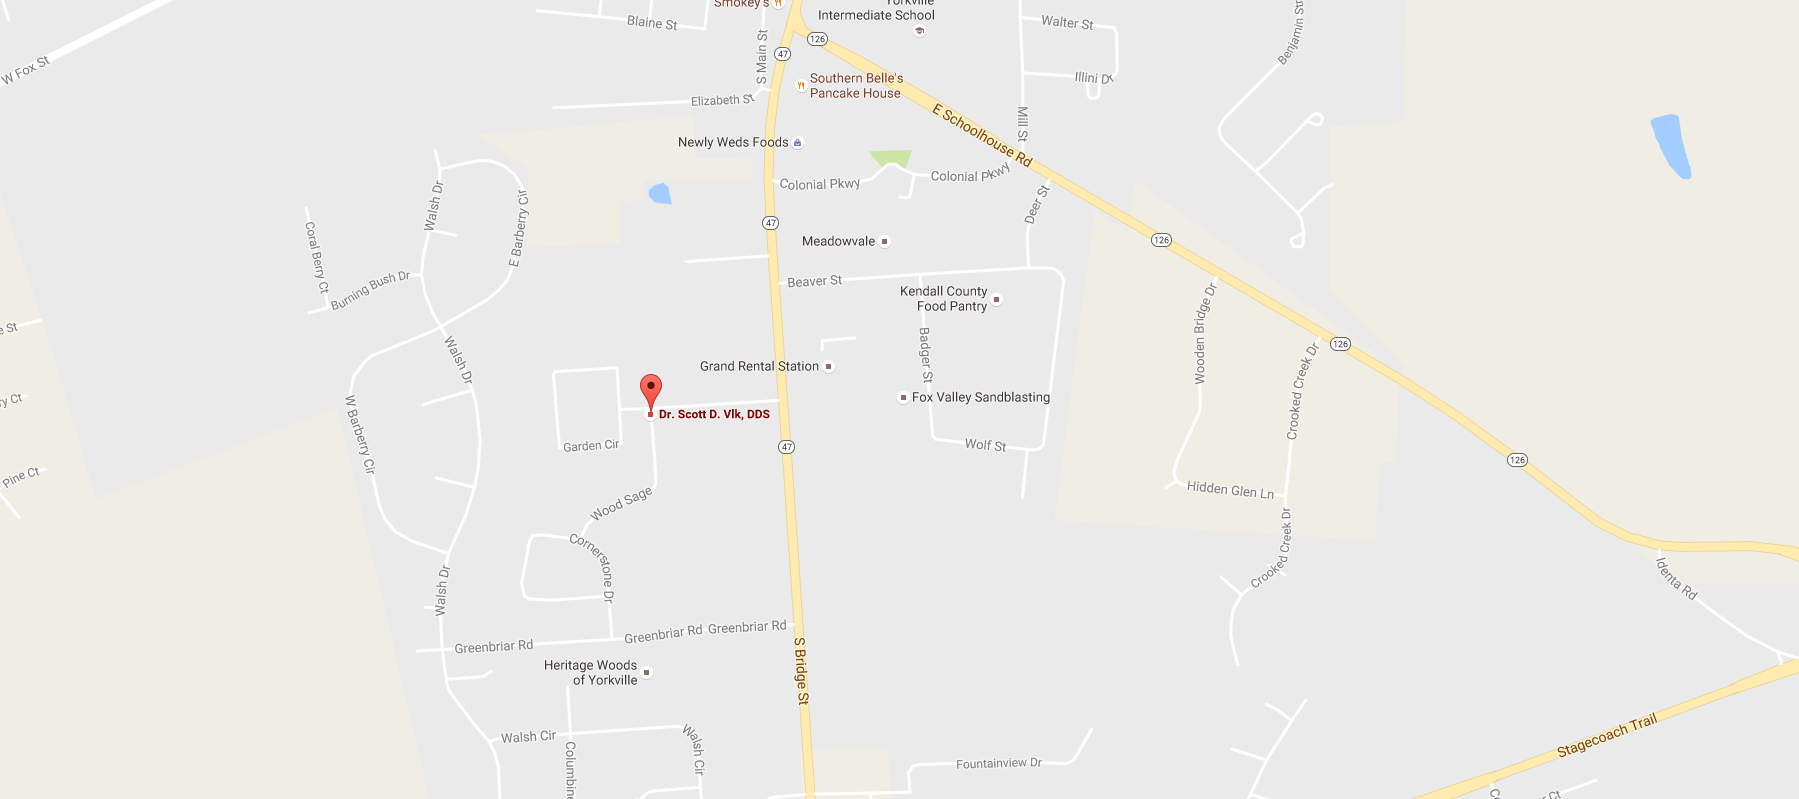 Smokey's
Blaine St
Yorkville
Intermediate School
Walter St
Benjamin St
W Fox St
126
47
S Main St
Southern Belle's
Pancake House
Illini Dr
Elizabeth St
E Schoolhouse Rd
Mill St
Newly Weds Foods
Colonial Pkwy
Colonial Pkwy
Walsh Dr
E Barberry Cir
Deer St
47
126
Coral Berry Ct
Meadowvale
Burning Bush Dr
Beaver St
Kendall County
Food Pantry
Wooden Bridge Dr
e St
Walsh Dr
Badger St
126
Grand Rental Station
Crooked Creek Dr
Fox Valley Sandblasting
Dr. Scott D. Vlk, DDS
W Barberry Cir
Garden Cir
47
Wolf St
126
Pine Ct
Wood Sage
Hidden Glen Ln
Cornerstone Dr
Crooked Creek Dr
Walsh Dr
Identa Rd
Greenbriar Rd
Greenbriar Rd
Greenbriar Rd
S Bridge St
Heritage Woods
of Yorkville
Walsh Cir
Walsh Cir
Columbine
Stagecoach Trail
Fountainview Dr